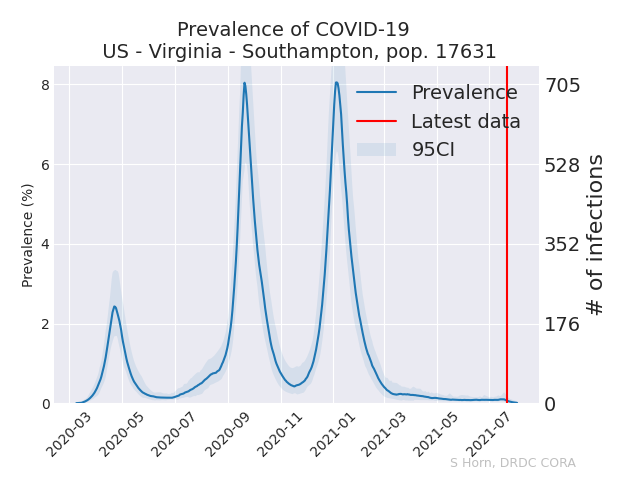 Prevalence of COVID-19
US - Virginia - Southampton, pop. 17631
Prevalence
Latest data
95CI
Prevalence (%)
8
6
4
2
0
705
528
352
176
0
# of infections
2020-03
2020-05
2020-07
2020-09
2020-11
2021-01
2021-03
2021-05
2021-07
S Horn, DRDC CORA